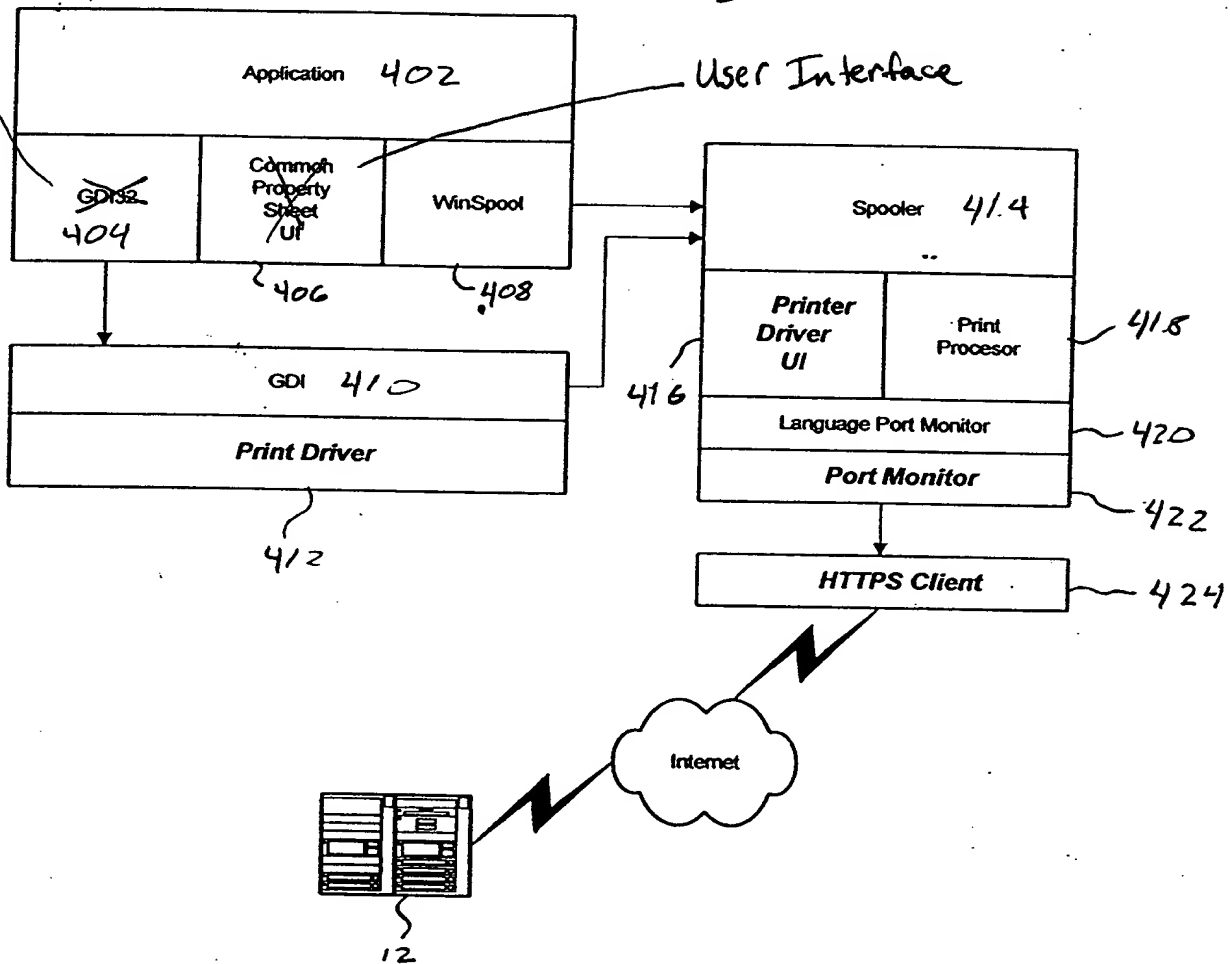 Application 402
User Interface
GDI32
404
Common
Property
Sheet
UI
WinSpool
406
408
GDI 410
Print Driver
412
Spooler 414
Printer
Driver
UI
Print
Procesor
416
418
Language Port Monitor
420
Port Monitor
422
HTTPS Client
424
Internet
12